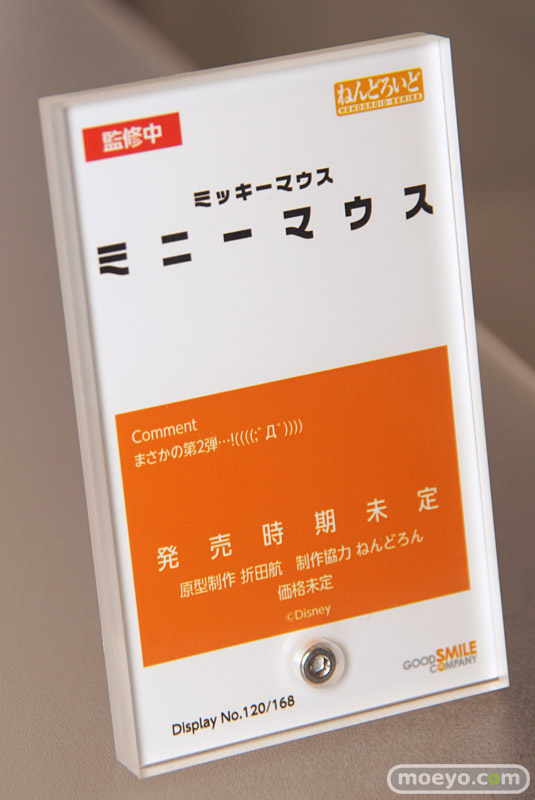 ねんどろいど
NENDOROID-SERIES
監修中
ミッキーマウス
ミニーマウス
Comment
まさかの第2弾…!((((;ﾟДﾟ))))
発売時期未定
原型制作 折田航　制作協力 ねんどろん
価格未定
©Disney
GOOD SMILE
COMPANY
Display No.120/168
moeyo.com